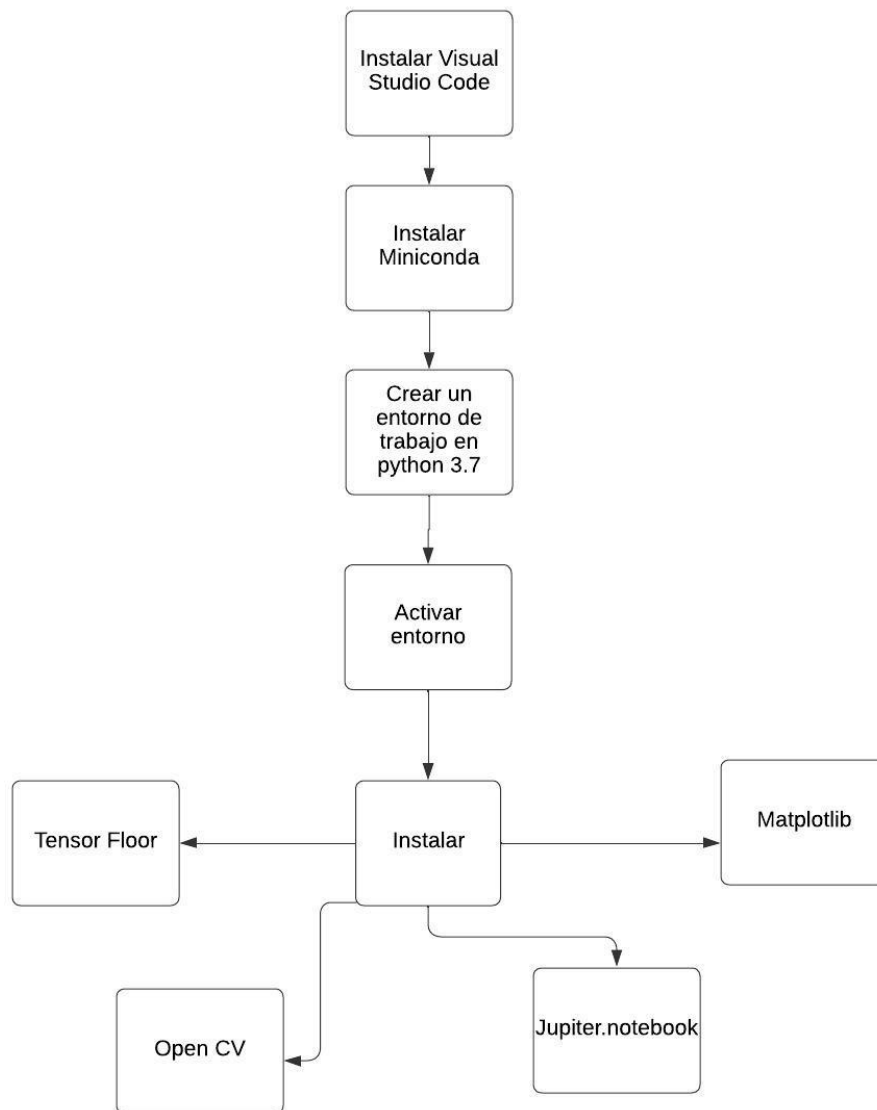 Instalar Visual
Studio Code
Instalar
Miniconda
Crear un
entorno de
trabajo en
python 3.7
Activar
entorno
Tensor Floor
Instalar
Matplotlib
Open CV
Jupiter.notebook